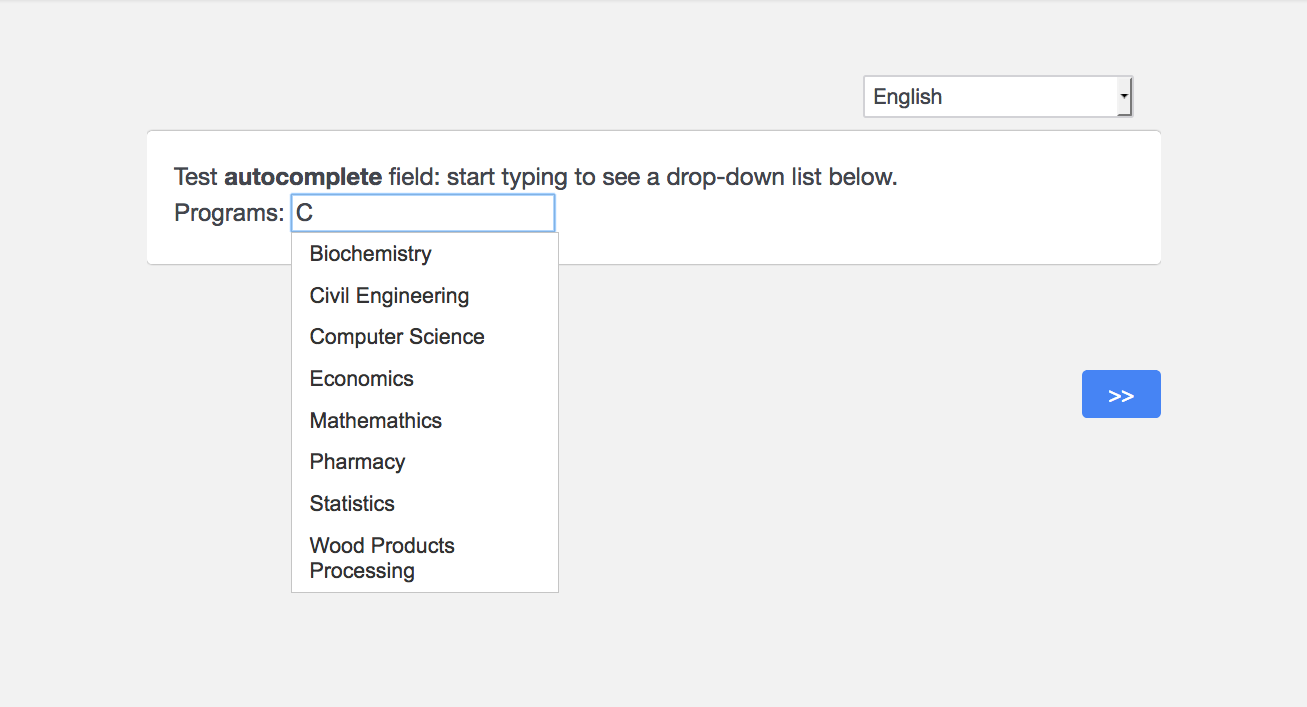 English
Test autocomplete field: start typing to see a drop-down list below.
Programs: C
Biochemistry
Civil Engineering
Computer Science
Economics
Mathemathics
Pharmacy
Statistics
Wood Products
Processing
>>